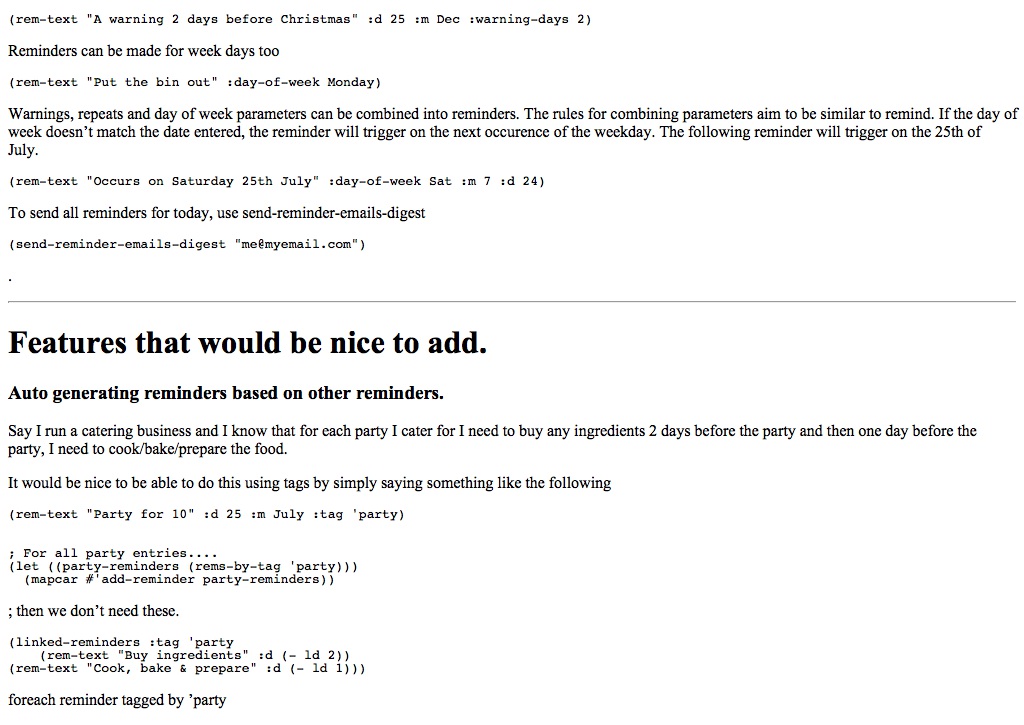 (rem-text "A warning 2 days before Christmas" :d 25 :m Dec :warning-days 2)
Reminders can be made for week days too
(rem-text "Put the bin out" :day-of-week Monday)
Warnings, repeats and day of week parameters can be combined into reminders. The rules for combining parameters aim to be similar to remind. If the day of
week doesn’t match the date entered, the reminder will trigger on the next occurence of the weekday. The following reminder will trigger on the 25th of
July.
(rem-text "Occurs on Saturday 25th July" :day-of-week Sat :m 7 :d 24)
To send all reminders for today, use send-reminder-emails-digest
(send-reminder-emails-digest "me@myemail.com")
.
Features that would be nice to add.
Auto generating reminders based on other reminders.
Say I run a catering business and I know that for each party I cater for I need to buy any ingredients 2 days before the party and then one day before the
party, I need to cook/bake/prepare the food.
It would be nice to be able to do this using tags by simply saying something like the following
(rem-text "Party for 10" :d 25 :m July :tag 'party)
; For all party entries....
(let ((party-reminders (rems-by-tag 'party)))
  (mapcar #'add-reminder party-reminders))
; then we don’t need these.
(linked-reminders :tag 'party
    (rem-text "Buy ingredients" :d (- ld 2))
(rem-text "Cook, bake & prepare" :d (- ld 1)))
foreach reminder tagged by ’party